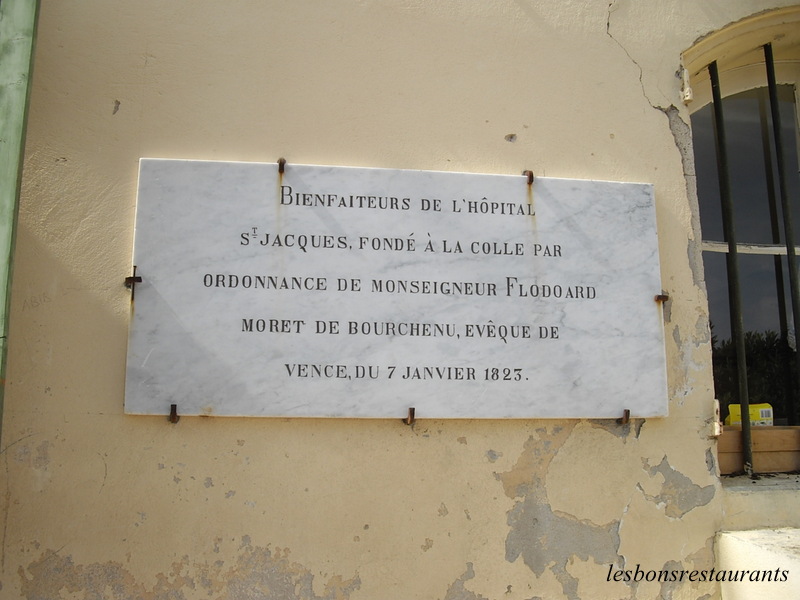 BIENFAITEURS DE L'HÔPITAL
ST JACQUES, FONDÉ À LA COLLE PAR
ORDONNANCE DE MONSEIGNEUR FLODOARD
MORET DE BOURCHENU, EVÊQUE DE
VENCE, DU 7 JANVIER 1823.
lesbonsrestaurants